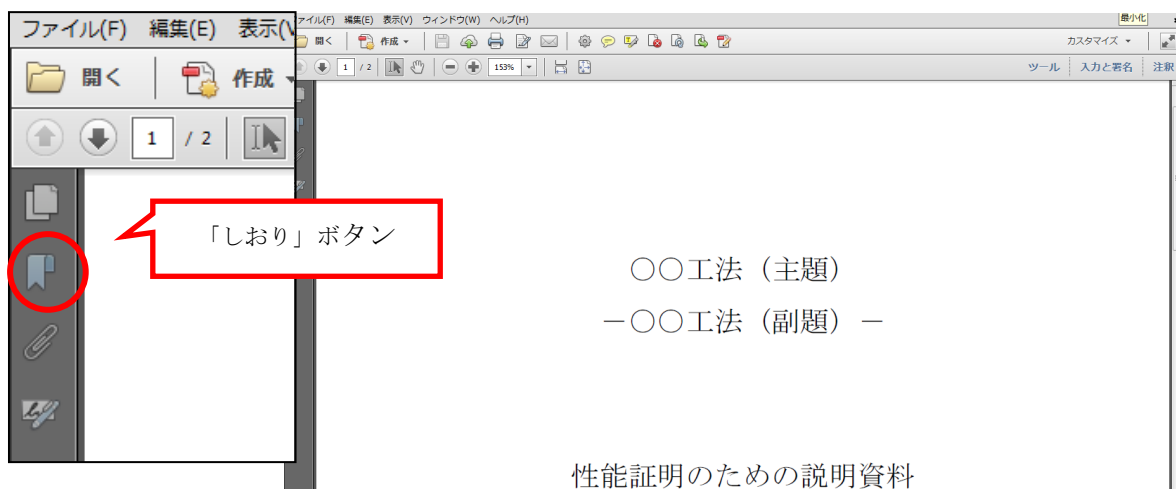 ファイル(F) 編集(E) 表示(V
開く 作成
1 / 2
「しおり」ボタン
ァイル(F) 編集(E) 表示(V) ウィンドウ(W) ヘルプ(H)
最小化
開く 作成
カスタマイズ
1 / 2 153%
ツール 入力と署名 注釈
〇〇工法（主題）
－〇〇工法（副題）－
性能証明のための説明資料